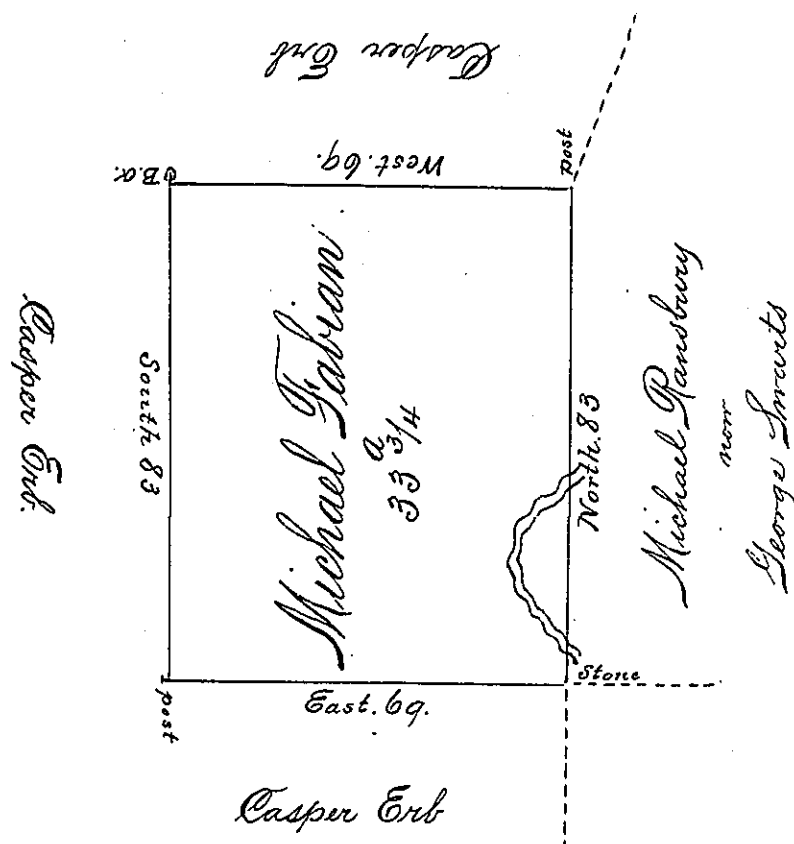 Casper Erb
West. 69.
post
B.O.
Casper Erb.
South 83
Michael Fabian
a
33 3/4
North. 83
Michael Ransbury
now
George Swarts
Stone
post
East. 69.
Casper Erb